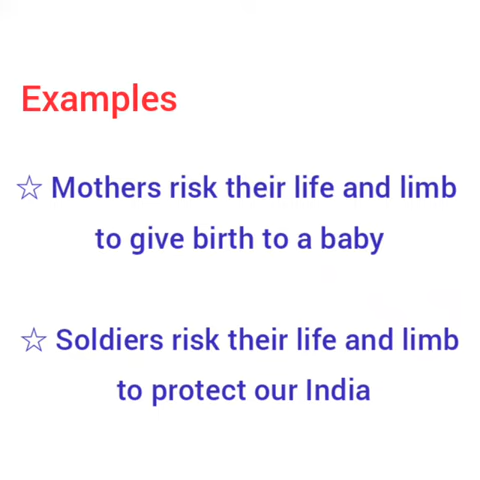 Examples
☆ Mothers risk their life and limb
to give birth to a baby
☆ Soldiers risk their life and limb
to protect our India